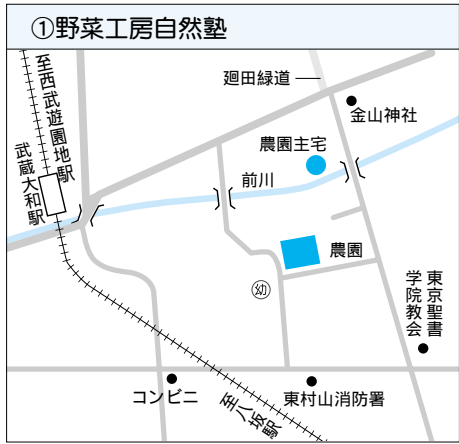 ①野菜工房自然塾
至西武遊園地駅
武蔵大和駅
廻田緑道
金山神社
農園主宅
前川
農園
幼
東京聖書
学院教会
コンビニ
至八坂駅
東村山消防署